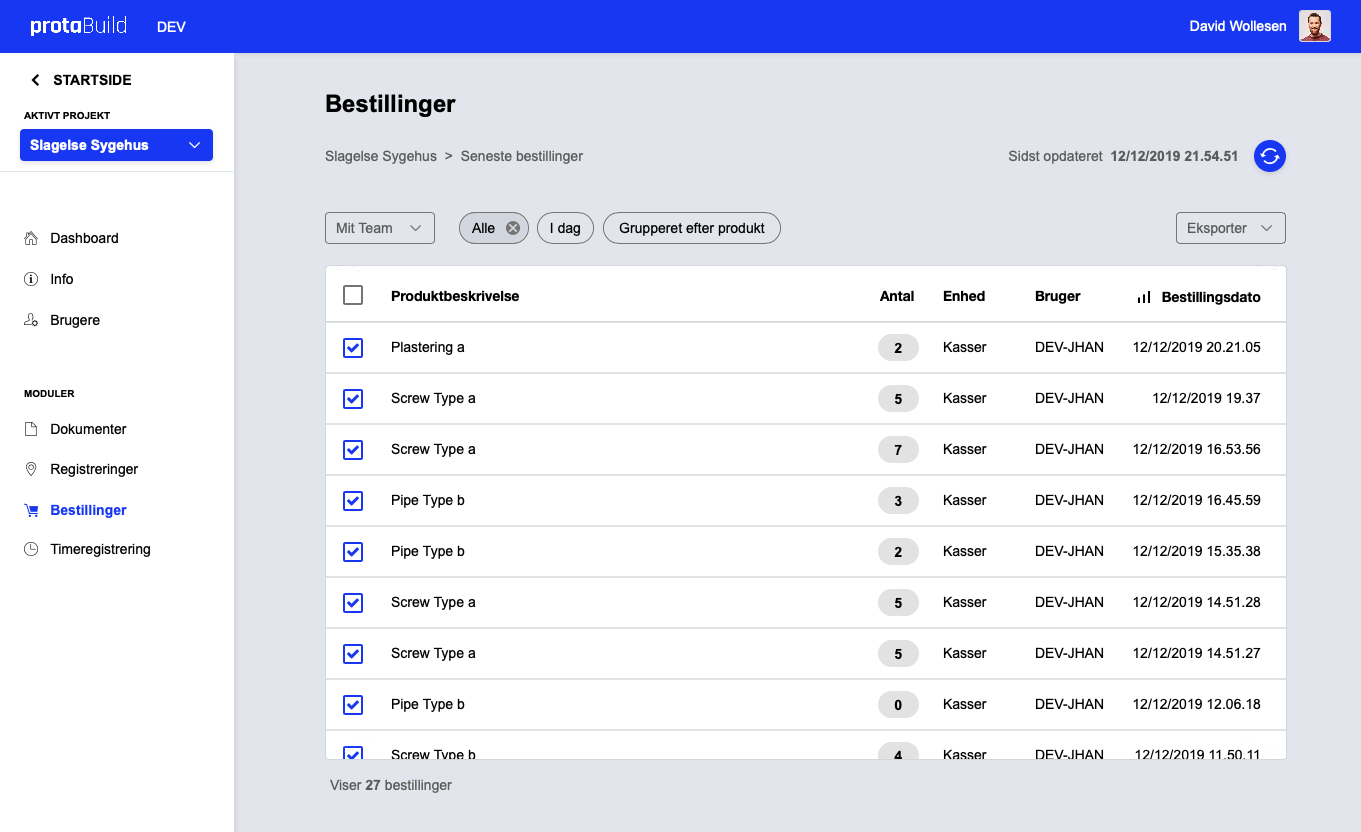 protaBuild DEV David Wollesen
STARTSIDE
AKTIVT PROJEKT
Slagelse Sygehus
Dashboard
Info
Brugere
MODULER
Dokumenter
Registreringer
Bestillinger
Timeregistrering
Bestillinger
Slagelse Sygehus > Seneste bestillinger Sidst opdateret 12/12/2019 21.54.51
Mit Team Alle I dag Grupperet efter produkt Eksporter
Produktbeskrivelse Antal Enhed Bruger Bestillingsdato
Plastering a 2 Kasser DEV-JHAN 12/12/2019 20.21.05
Screw Type a 5 Kasser DEV-JHAN 12/12/2019 19.37
Screw Type a 7 Kasser DEV-JHAN 12/12/2019 16.53.56
Pipe Type b 3 Kasser DEV-JHAN 12/12/2019 16.45.59
Pipe Type b 2 Kasser DEV-JHAN 12/12/2019 15.35.38
Screw Type a 5 Kasser DEV-JHAN 12/12/2019 14.51.28
Screw Type a 5 Kasser DEV-JHAN 12/12/2019 14.51.27
Pipe Type b 0 Kasser DEV-JHAN 12/12/2019 12.06.18
Screw Type b 4 Kasser DEV-JHAN 12/12/2019 11.50.11
Viser 27 bestillinger